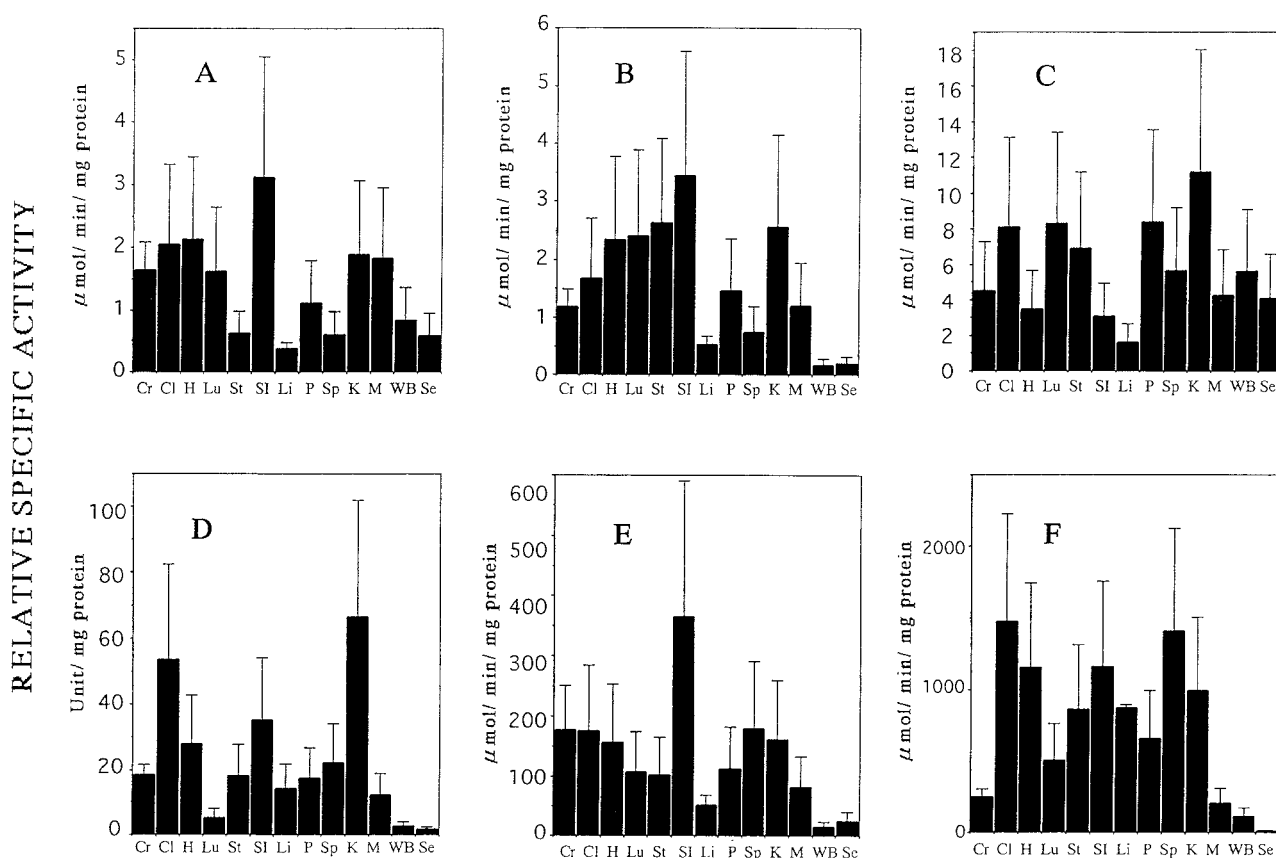 RELATIVE SPECIFIC ACTIVITY
A
μ mol/ min/ mg protein
5
4
3
2
1
0
Cr Cl H Lu St SI Li P Sp K M WB Se
B
μ mol/ min/ mg protein
6
5
4
3
2
1
0
Cr Cl H Lu St SI Li P Sp K M WB Se
C
μ mol/ min/ mg protein
18
16
14
12
10
8
6
4
2
0
Cr Cl H Lu St SI Li P Sp K M WB Se
D
Unit/ mg protein
100
80
60
40
20
0
Cr Cl H Lu St SI Li P Sp K M WB Se
E
μ mol/ min/ mg protein
600
300
360
300
200
100
0
Cr Cl H Lu St SI Li P Sp K M WB Se
F
μ mol/ min/ mg protein
2000
1000
0
Cr Cl H Lu St SI Li P Sp K M WB Se